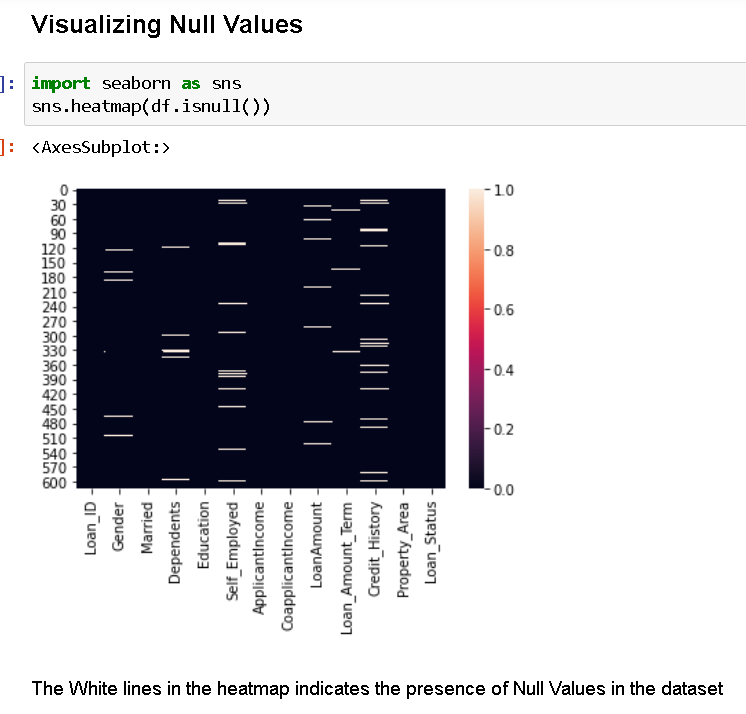 Visualizing Null Values
]: import seaborn as sns
sns.heatmap(df.isnull())
]: <AxesSubplot:>
0
30
60
90
120
150
180
210
240
270
300
330
360
390
420
450
480
510
540
570
600
1.0
0.8
0.6
0.4
0.2
0.0
Loan_ID
Gender
Married
Dependents
Education
Self_Employed
ApplicantIncome
CoapplicantIncome
LoanAmount
Loan_Amount_Term
Credit_History
Property_Area
Loan_Status
The White lines in the heatmap indicates the presence of Null Values in the dataset